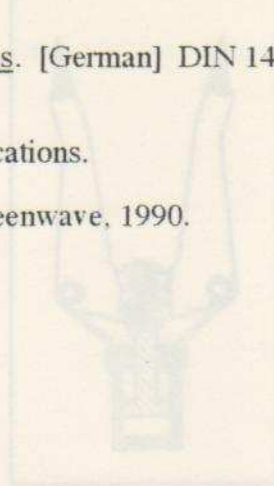 s. [German] DIN 14
cations.
eenwave, 1990.